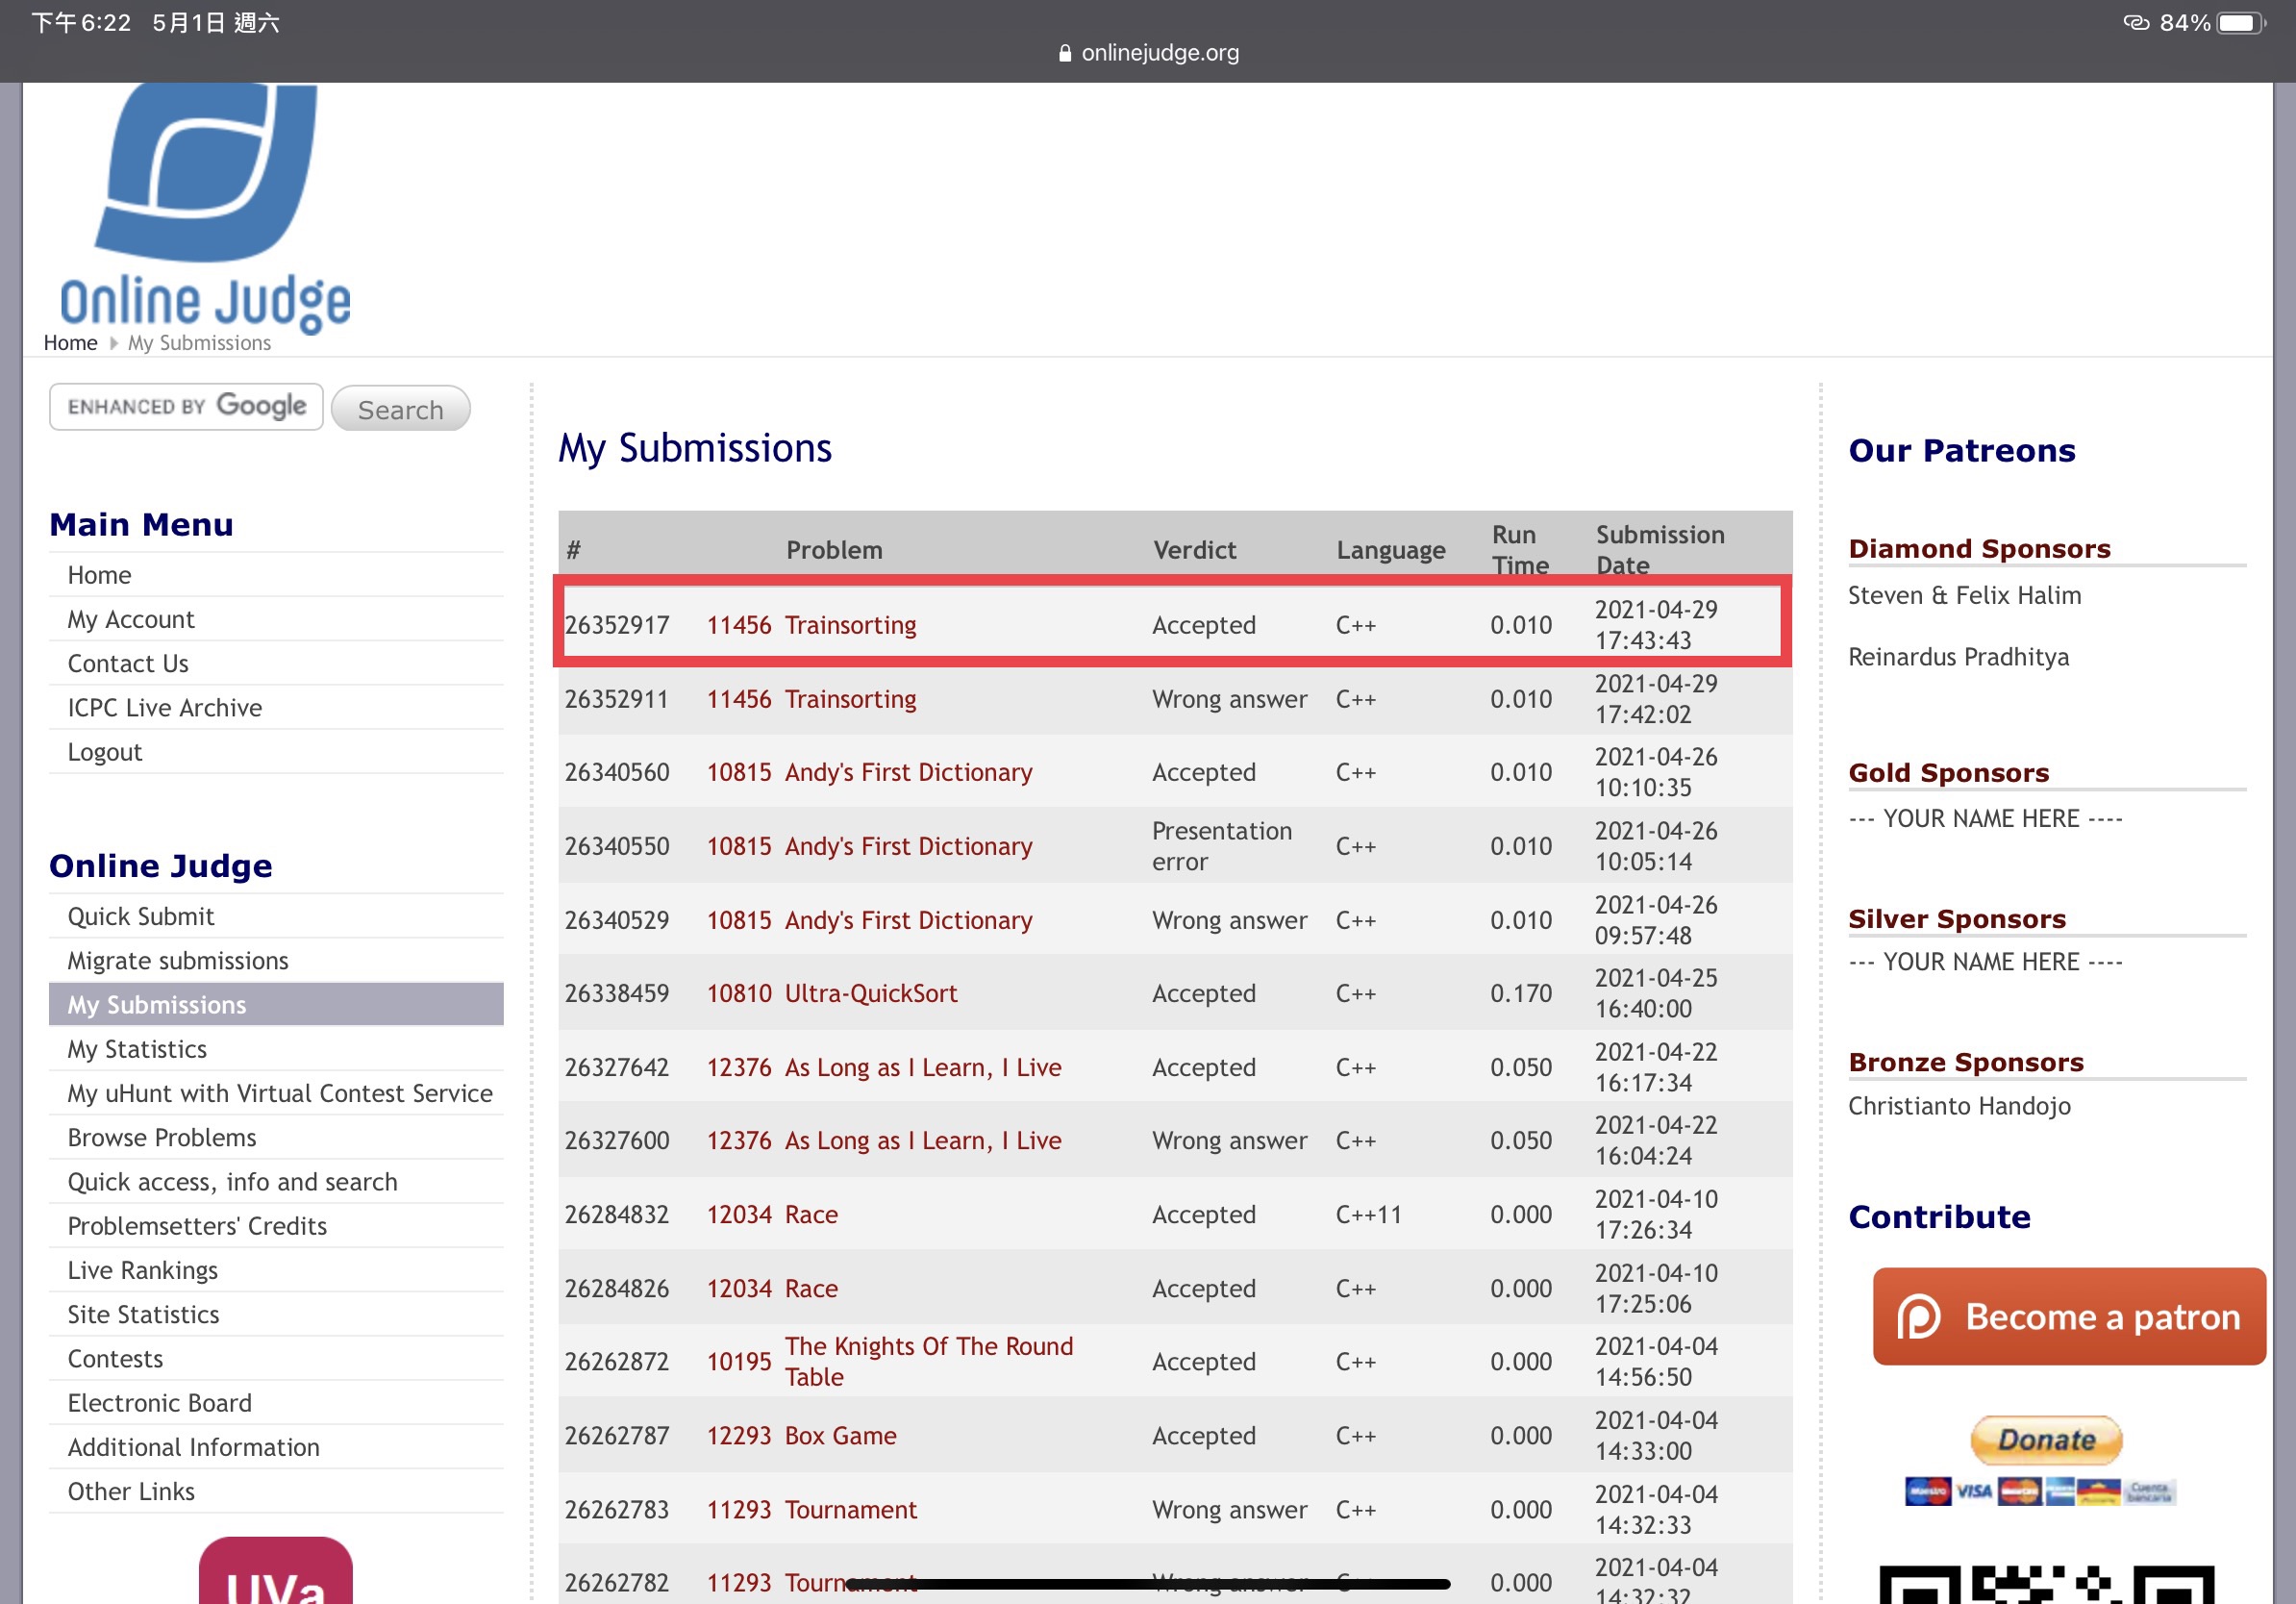 下午6:22 5月1日 週六
84%
onlinejudge.org
Online Judge
Home My Submissions
ENHANCED BY Google Search
Main Menu
Home
My Account
Contact Us
ICPC Live Archive
Logout
Online Judge
Quick Submit
Migrate submissions
My Submissions
My Statistics
My uHunt with Virtual Contest Service
Browse Problems
Quick access, info and search
Problemsetters' Credits
Live Rankings
Site Statistics
Contests
Electronic Board
Additional Information
Other Links
UVa
My Submissions
# Problem Verdict Language Run Time Submission Date
26352917 11456 Trainsorting Accepted C++ 0.010 2021-04-29 17:43:43
26352911 11456 Trainsorting Wrong answer C++ 0.010 2021-04-29 17:42:02
26340560 10815 Andy's First Dictionary Accepted C++ 0.010 2021-04-26 10:10:35
26340550 10815 Andy's First Dictionary Presentation error C++ 0.010 2021-04-26 10:05:14
26340529 10815 Andy's First Dictionary Wrong answer C++ 0.010 2021-04-26 09:57:48
26338459 10810 Ultra-QuickSort Accepted C++ 0.170 2021-04-25 16:40:00
26327642 12376 As Long as I Learn, I Live Accepted C++ 0.050 2021-04-22 16:17:34
26327600 12376 As Long as I Learn, I Live Wrong answer C++ 0.050 2021-04-22 16:04:24
26284832 12034 Race Accepted C++11 0.000 2021-04-10 17:26:34
26284826 12034 Race Accepted C++ 0.000 2021-04-10 17:25:06
26262872 10195 The Knights Of The Round Table Accepted C++ 0.000 2021-04-04 14:56:50
26262787 12293 Box Game Accepted C++ 0.000 2021-04-04 14:33:00
26262783 11293 Tournament Wrong answer C++ 0.000 2021-04-04 14:32:33
26262782 11293 Tournament Wrong answer C++ 0.000 2021-04-04 14:32:32
Our Patreons
Diamond Sponsors
Steven & Felix Halim
Reinardus Pradhitya
Gold Sponsors
--- YOUR NAME HERE ----
Silver Sponsors
--- YOUR NAME HERE ----
Bronze Sponsors
Christianto Handojo
Contribute
Become a patron
Donate
Maestro VISA
Cuenta bancaria